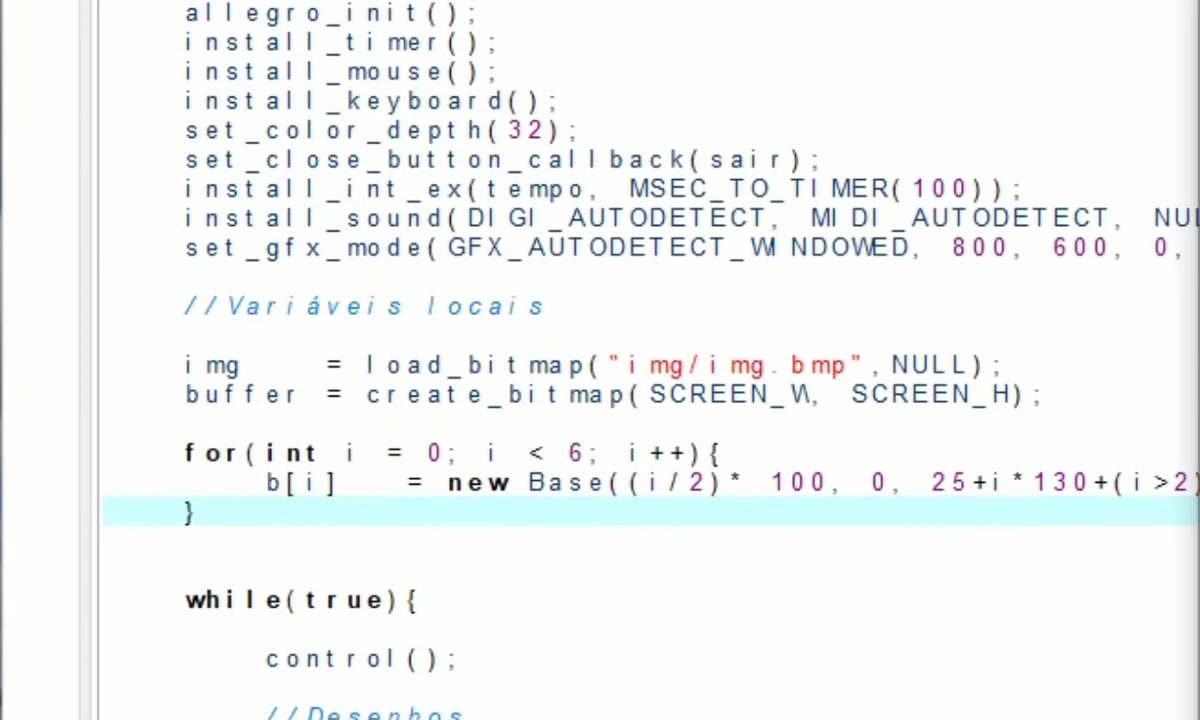 allegro_init();
install_timer();
install_mouse();
install_keyboard();
set_color_depth(32);
set_close_button_callback(sair);
install_int_ex(tempo, MSEC_TO_TIMER(100));
install_sound(DIGI_AUTODETECT, MIDI_AUTODETECT,
set_gfx_mode(GFX_AUTODETECT_WINDOWED, 800, 600, 0,
//Variáveis locais
img = load_bitmap("img/img.bmp",NULL);
buffer = create_bitmap(SCREEN_W, SCREEN_H);
for(int i = 0; i < 6; i++){
b[i] = new Base((i/2)* 100, 0, 25+i*130+(i>2)
}
while(true){
control();
//Desenhos